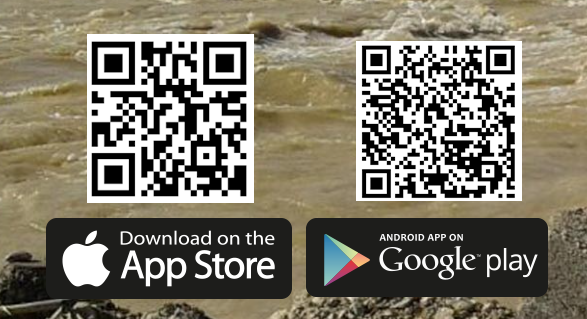 Download on the
App Store
ANDROID APP ON
Google play